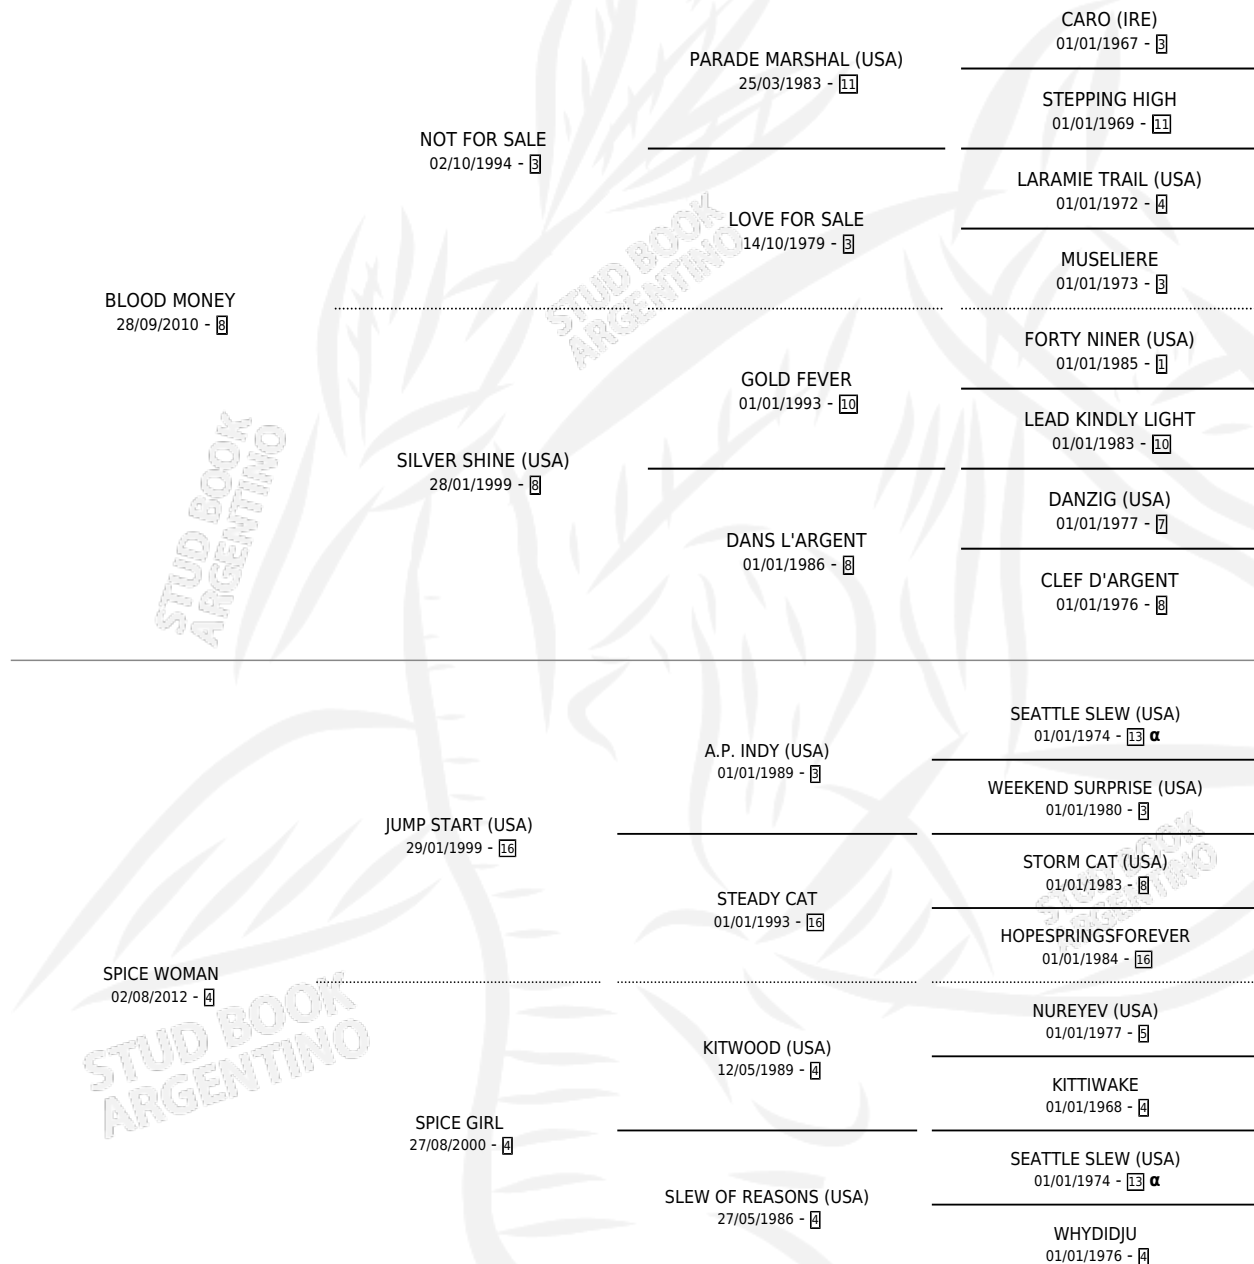 CARO (IRE)
01/01/1967 - 3
PARADE MARSHAL (USA)
25/03/1983 - 11
STEPPING HIGH
01/01/1969 - 11
NOT FOR SALE
02/10/1994 - 3
LARAMIE TRAIL (USA)
01/01/1972 - 4
LOVE FOR SALE
14/10/1979 - 3
MUSELIERE
01/01/1973 - 3
BLOOD MONEY
28/09/2010 - 8
FORTY NINER (USA)
01/01/1985 - 1
GOLD FEVER
01/01/1993 - 10
LEAD KINDLY LIGHT
01/01/1983 - 10
SILVER SHINE (USA)
28/01/1999 - 8
DANZIG (USA)
01/01/1977 - 7
DANS L'ARGENT
01/01/1986 - 8
CLEF D'ARGENT
01/01/1976 - 8
SEATTLE SLEW (USA)
01/01/1974 - 13 α
A.P. INDY (USA)
01/01/1989 - 3
WEEKEND SURPRISE (USA)
01/01/1980 - 3
JUMP START (USA)
29/01/1999 - 16
STORM CAT (USA)
01/01/1983 - 8
STEADY CAT
01/01/1993 - 16
HOPESPRINGSFOREVER
01/01/1984 - 16
SPICE WOMAN
02/08/2012 - 4
NUREYEV (USA)
01/01/1977 - 5
KITWOOD (USA)
12/05/1989 - 4
KITTIWAKE
01/01/1968 - 4
SPICE GIRL
27/08/2000 - 4
SEATTLE SLEW (USA)
01/01/1974 - 13 α
SLEW OF REASONS (USA)
27/05/1986 - 4
WHYDIDJU
01/01/1976 - 4
STUD BOOK
ARGENTINO
STUD BOOK
ARGENTINO
STUD BOOK
ARGENTINO
STUD BOOK
ARGENTINO